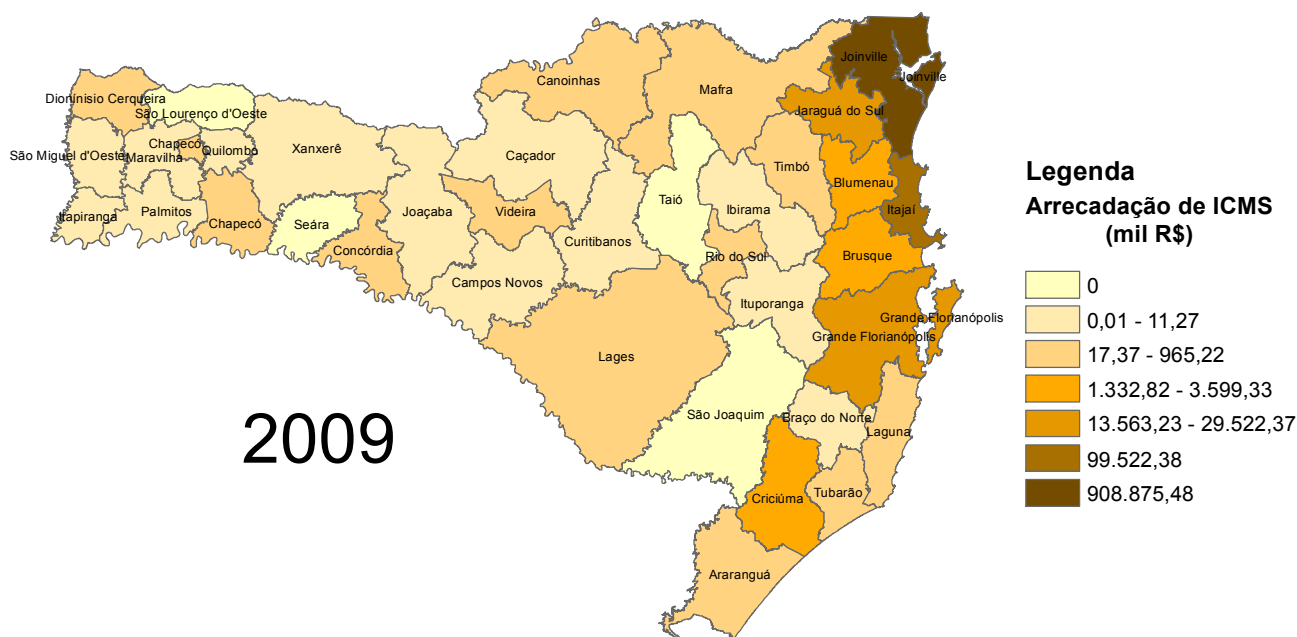 Joinville
Joinville
Canoinhas
Mafra
Dionínisio Cerqueira
São Lourenço d'Oeste
Jaraguá do Sul
Chapecó
Quilombo
Xanxerê
São Miguel d'Oeste
Maravilha
Caçador
Timbó
Blumenau
Taió
Ibirama
Itapiranga
Palmitos
Chapecó
Seára
Joaçaba
Videira
Itajaí
Curitibanos
Concórdia
Rio do Sul
Brusque
Campos Novos
Ituporanga
Grande Florianópolis
Grande Florianópolis
Lages
São Joaquim
Braço do Norte
Laguna
Criciúma
Tubarão
Araranguá
2009
Legenda
Arrecadação de ICMS
(mil R$)
0
0,01 - 11,27
17,37 - 965,22
1.332,82 - 3.599,33
13.563,23 - 29.522,37
99.522,38
908.875,48